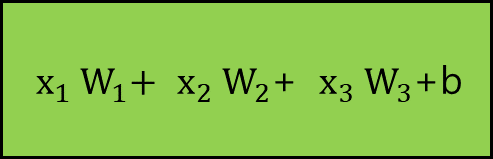 x₁ W₁+ x₂ W₂+ x₃ W₃+b